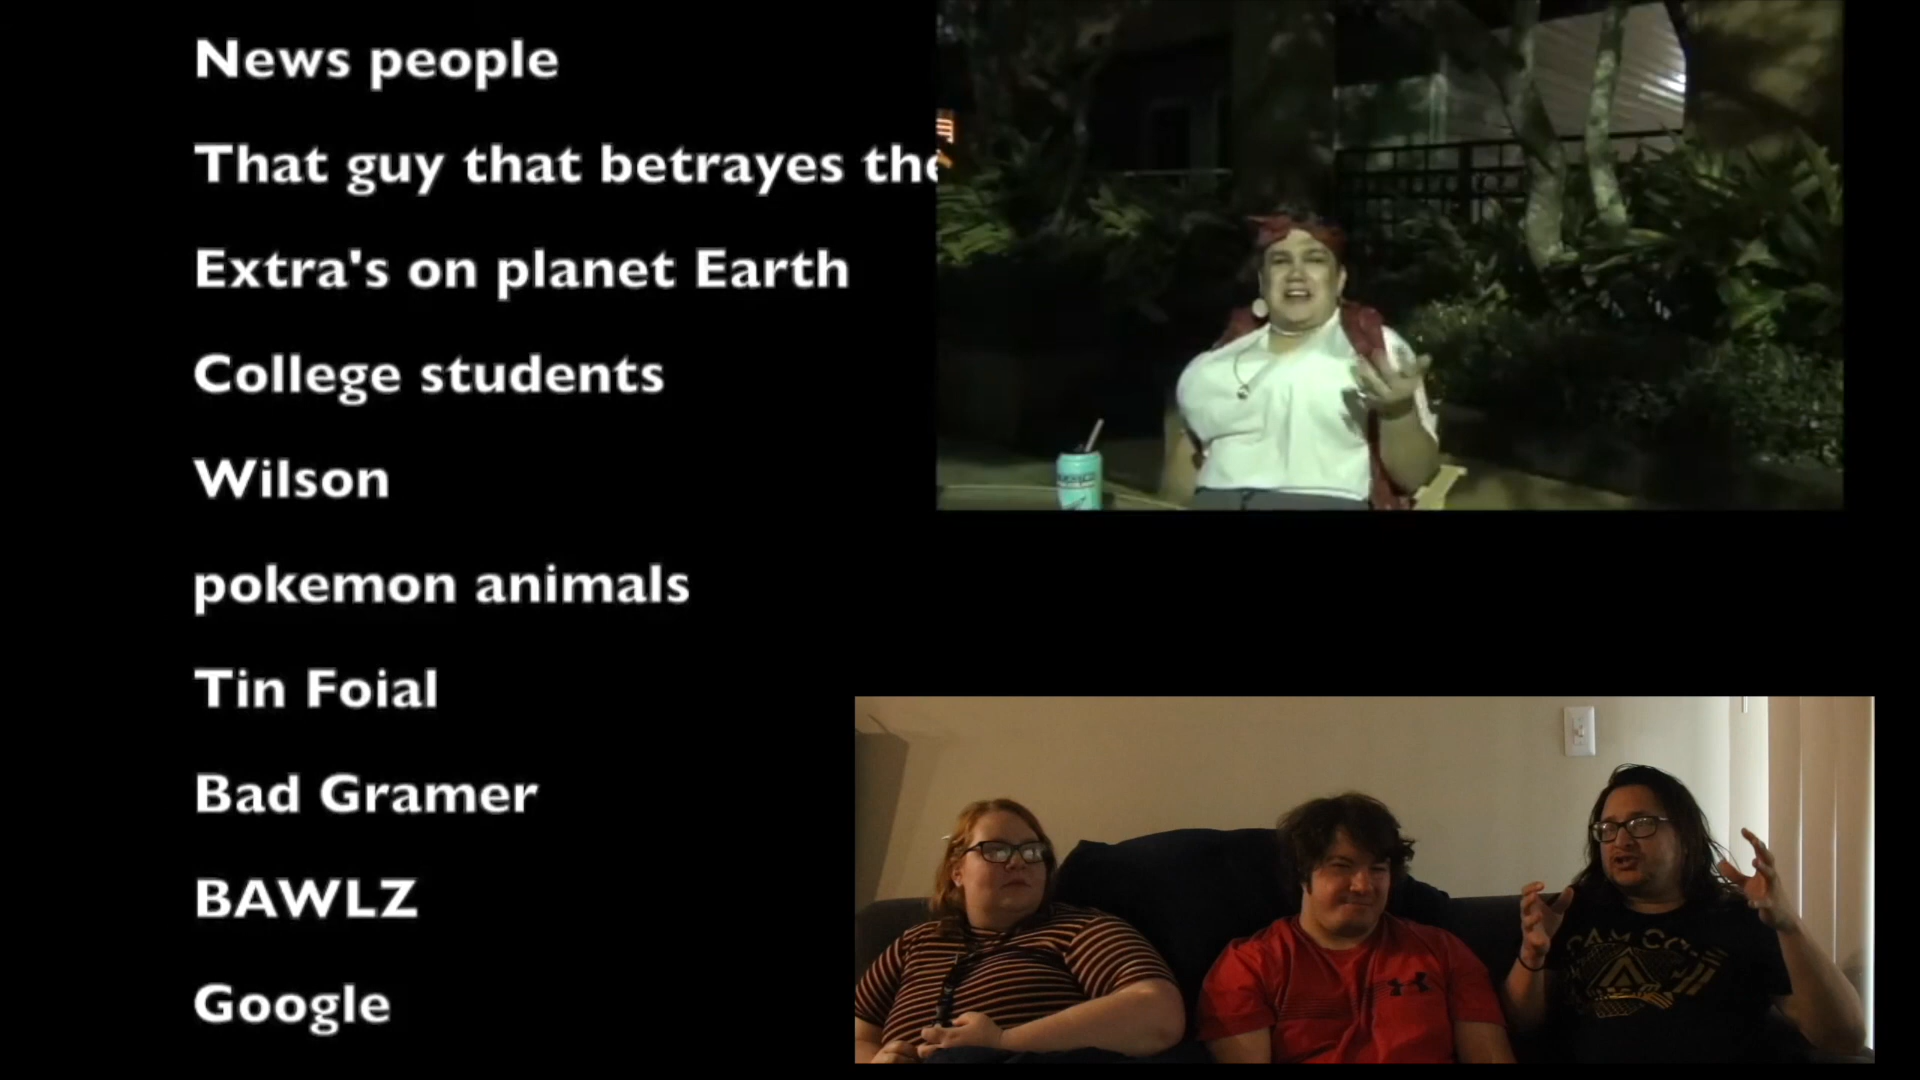 News people
That guy that betrayes the
Extra's on planet Earth
College students
Wilson
pokemon animals
Tin Foial
Bad Gramer
BAWLZ
Google